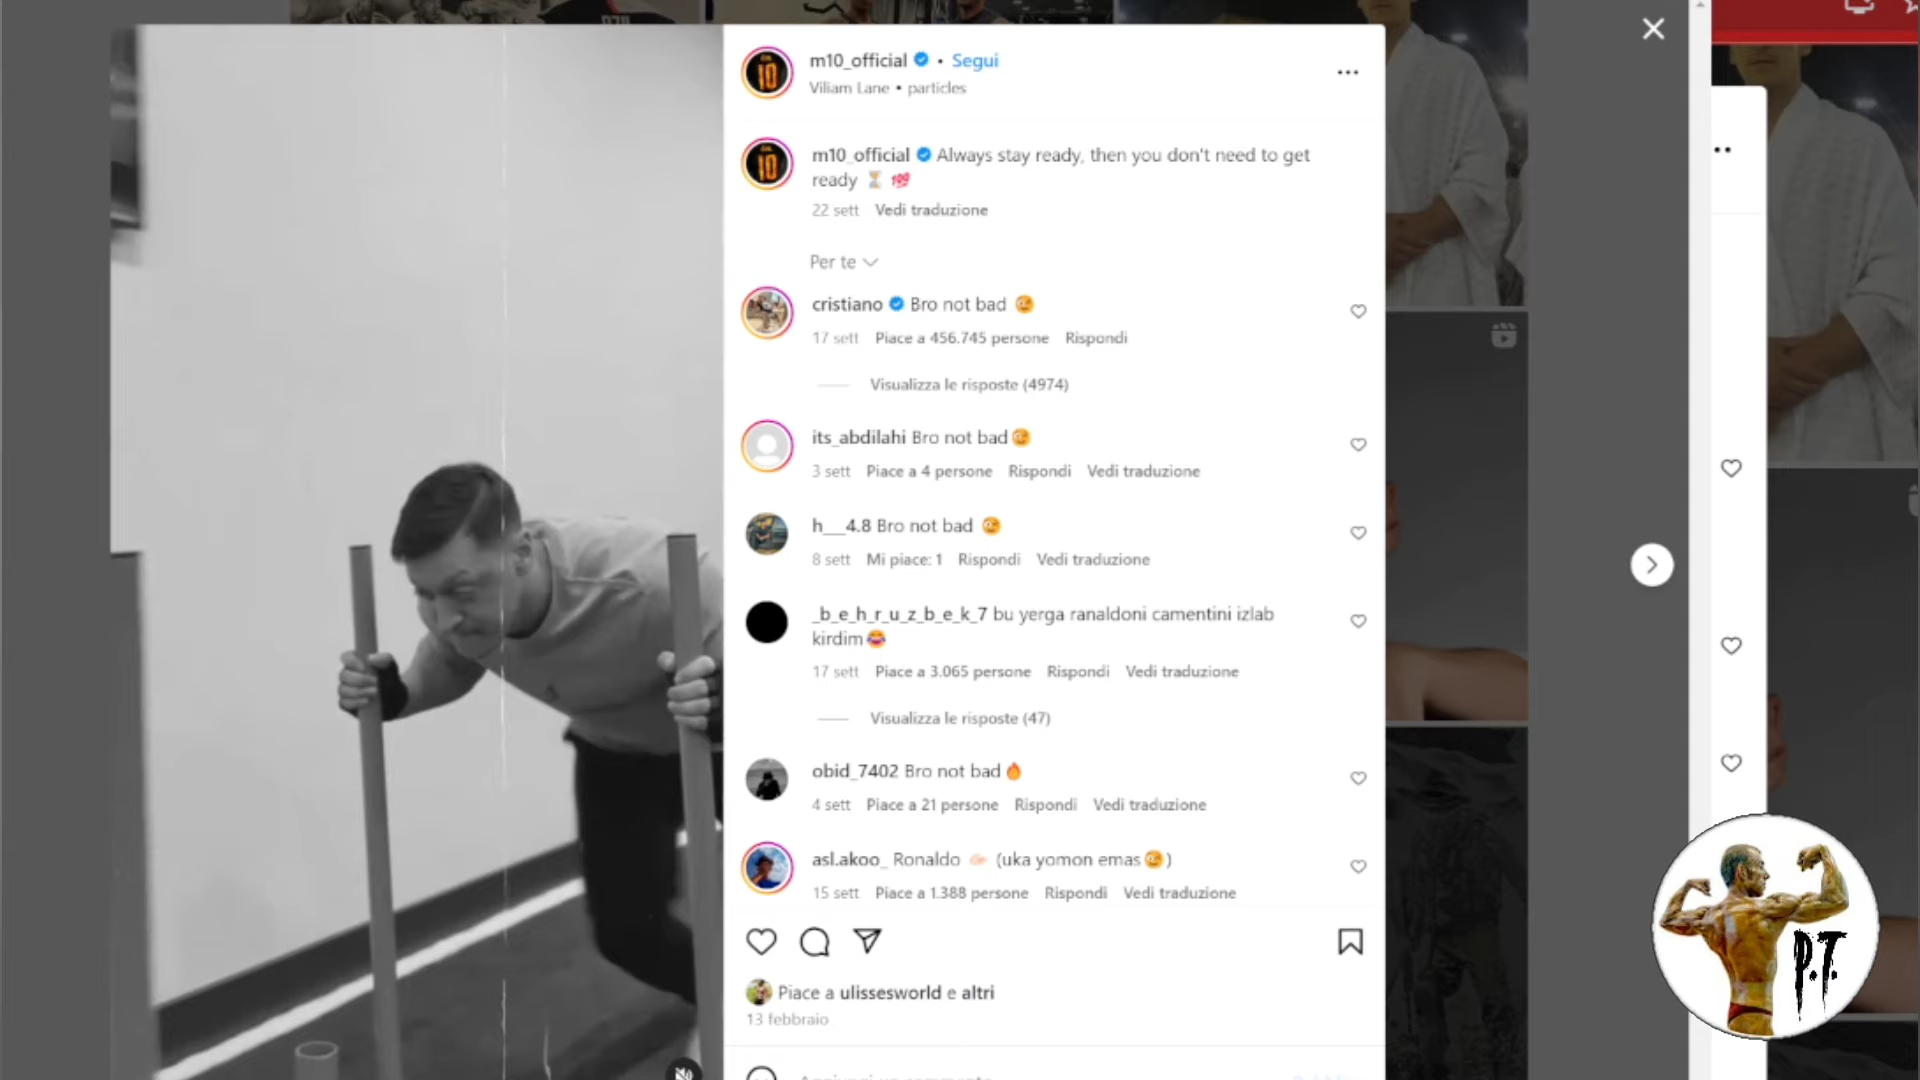 m10_official • Segui
Viliam Lane • particles
m10_official Always stay ready, then you don't need to get
ready ⏳ 💯
22 sett Vedi traduzione
Per te
cristiano Bro not bad 😉
17 sett Piace a 456.745 persone Rispondi
Visualizza le risposte (4974)
its_abdilahi Bro not bad😉
3 sett Piace a 4 persone Rispondi Vedi traduzione
h___4.8 Bro not bad 😉
8 sett Mi piace: 1 Rispondi Vedi traduzione
_b_e_h_r_u_z_b_e_k_7 bu yerga ranaldoni camentini izlab
kirdim😂
17 sett Piace a 3.065 persone Rispondi Vedi traduzione
Visualizza le risposte (47)
obid_7402 Bro not bad🔥
4 sett Piace a 21 persone Rispondi Vedi traduzione
asl.akoo_ Ronaldo 👉🏻 (uka yomon emas😉)
15 sett Piace a 1.388 persone Rispondi Vedi traduzione
Piace a ulissesworld e altri
13 febbraio
P.T.